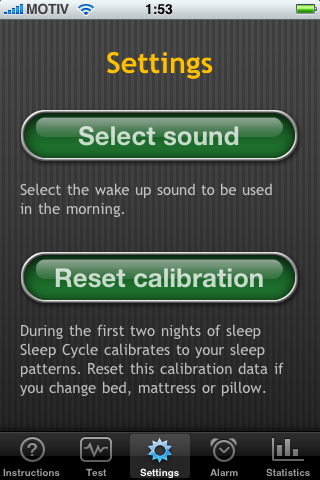 MOTIV 1:53
Settings
Select sound
Select the wake up sound to be used
in the morning.
Reset calibration
During the first two nights of sleep
Sleep Cycle calibrates to your sleep
patterns. Reset this calibration data if
you change bed, mattress or pillow.
?
Instructions Test Settings Alarm Statistics